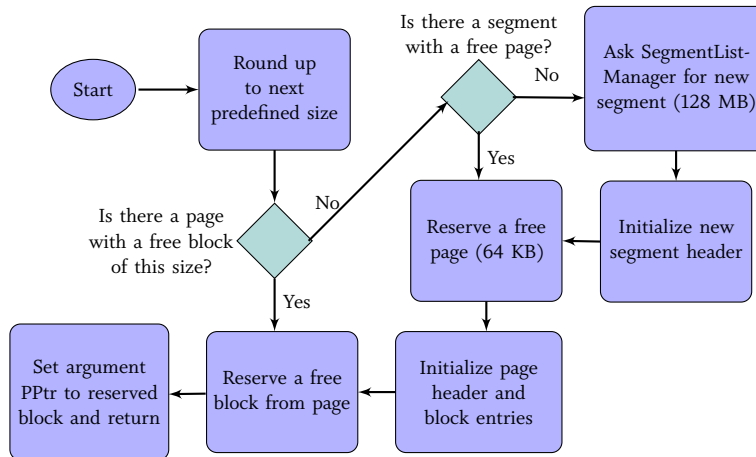 Start
Round up
to next
predefined size
Is there a page
with a free block
of this size?
No
Yes
Is there a segment
with a free page?
No
Yes
Ask SegmentList-
Manager for new
segment (128 MB)
Initialize new
segment header
Reserve a free
page (64 KB)
Initialize page
header and
block entries
Reserve a free
block from page
Set argument
PPtr to reserved
block and return